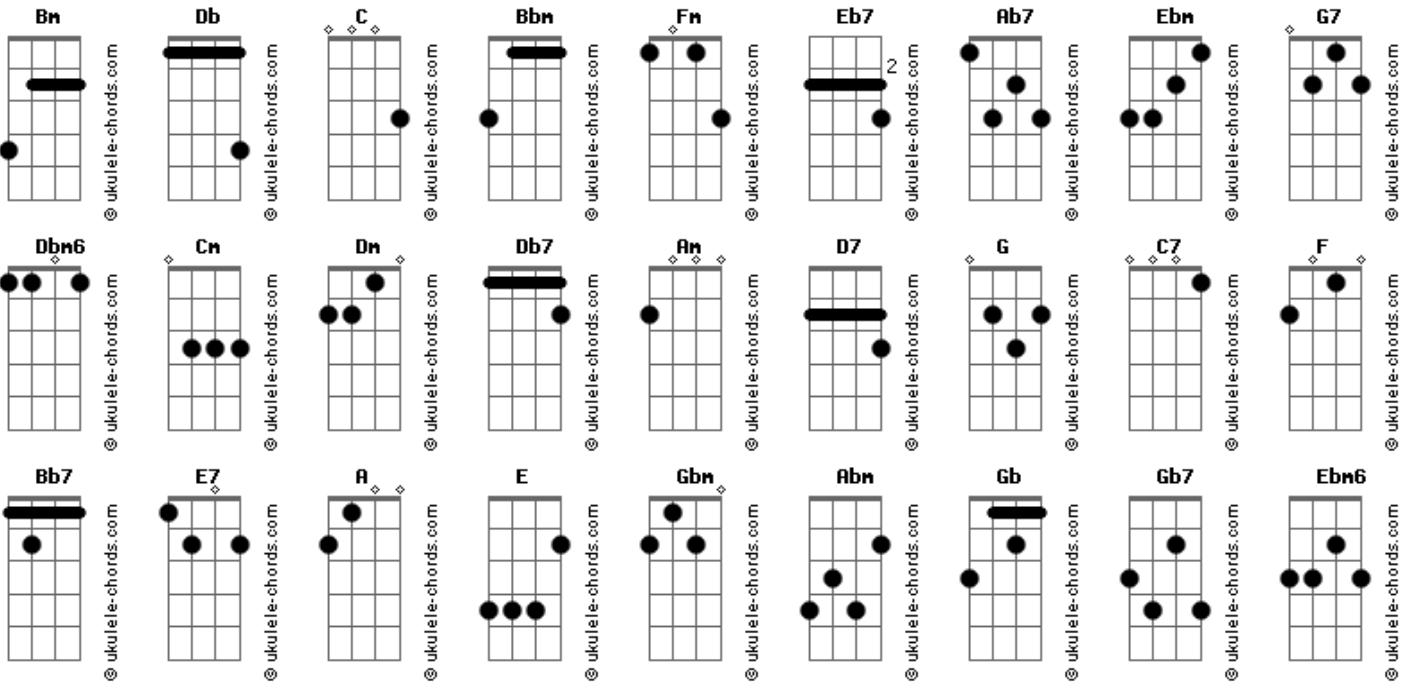 Bm Db C Bbm Fm Eb7 Ab7 Ebm G7
2
© ukulele-chords.com © ukulele-chords.com © ukulele-chords.com © ukulele-chords.com © ukulele-chords.com © ukulele-chords.com © ukulele-chords.com © ukulele-chords.com © ukulele-chords.com
Dbm6 Cm Dm Db7 Am D7 G C7 F
© ukulele-chords.com © ukulele-chords.com © ukulele-chords.com © ukulele-chords.com © ukulele-chords.com © ukulele-chords.com © ukulele-chords.com © ukulele-chords.com © ukulele-chords.com
Bb7 E7 A E Gbm Abm Gb Gb7 Ebm6
© ukulele-chords.com © ukulele-chords.com © ukulele-chords.com © ukulele-chords.com © ukulele-chords.com © ukulele-chords.com © ukulele-chords.com © ukulele-chords.com © ukulele-chords.com